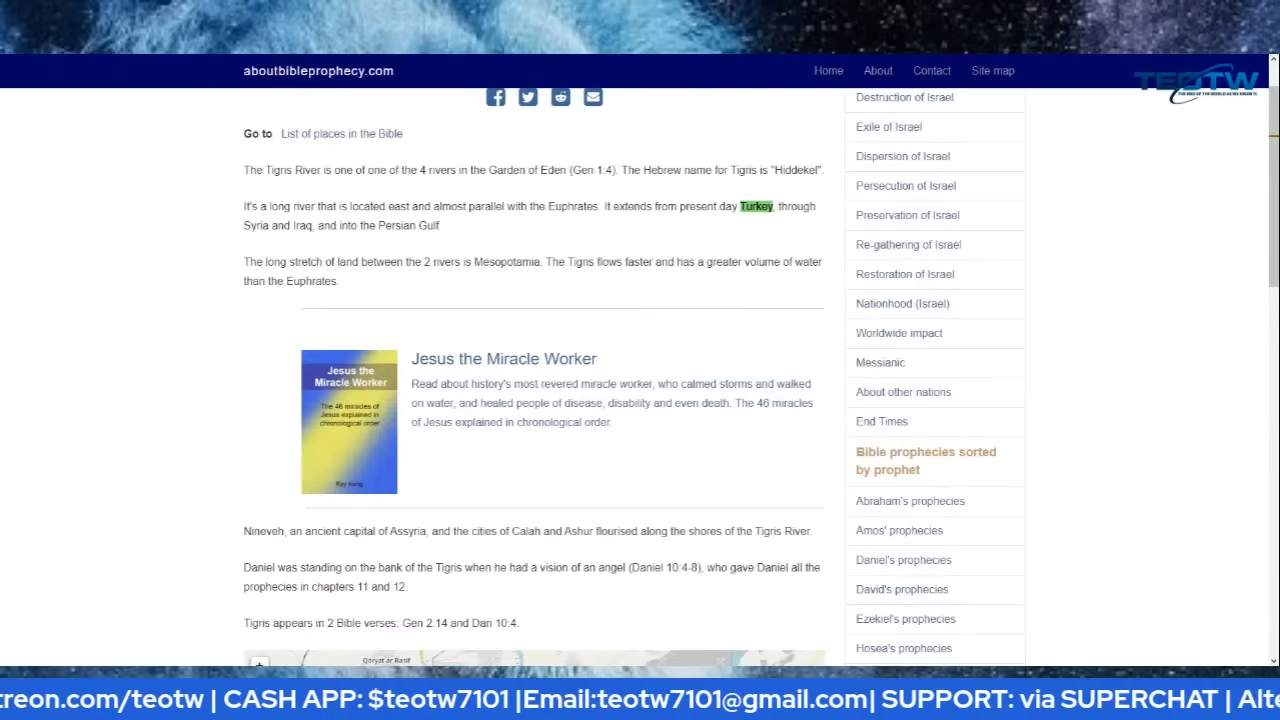 aboutbibleprophecy.com
Home About Contact Site map
TEOTW
THE END OF THE WORLD AS WE KNOW IT
Go to List of places in the Bible
The Tigris River is one of one of the 4 rivers in the Garden of Eden (Gen 1:4). The Hebrew name for Tigris is "Hiddekel".
It's a long river that is located east and almost parallel with the Euphrates. It extends from present day Turkey, through
Syria and Iraq, and into the Persian Gulf
The long stretch of land between the 2 rivers is Mesopotamia. The Tigris flows faster and has a greater volume of water
than the Euphrates.
Jesus the
Miracle Worker
The 46 miracles of
Jesus explained in
chronological order
Jesus the Miracle Worker
Read about history's most revered miracle worker, who calmed storms and walked
on water, and healed people of disease, disability and even death. The 46 miracles
of Jesus explained in chronological order.
Nineveh, an ancient capital of Assyria, and the cities of Calah and Ashur flourised along the shores of the Tigris River.
Daniel was standing on the bank of the Tigris when he had a vision of an angel (Daniel 10:4-8), who gave Daniel all the
prophecies in chapters 11 and 12.
Tigris appears in 2 Bible verses: Gen 2.14 and Dan 10:4.
+
Qaryat ar Rasif
Destruction of Israel
Exile of Israel
Dispersion of Israel
Persecution of Israel
Preservation of Israel
Re-gathering of Israel
Restoration of Israel
Nationhood (Israel)
Worldwide impact
Messianic
About other nations
End Times
Bible prophecies sorted
by prophet
Abraham's prophecies
Amos' prophecies
Daniel's prophecies
David's prophecies
Ezekiel's prophecies
Hosea's prophecies
treon.com/teotw | CASH APP: $teotw7101 |Email:teotw7101@gmail.com| SUPPORT: via SUPERCHAT | Alte